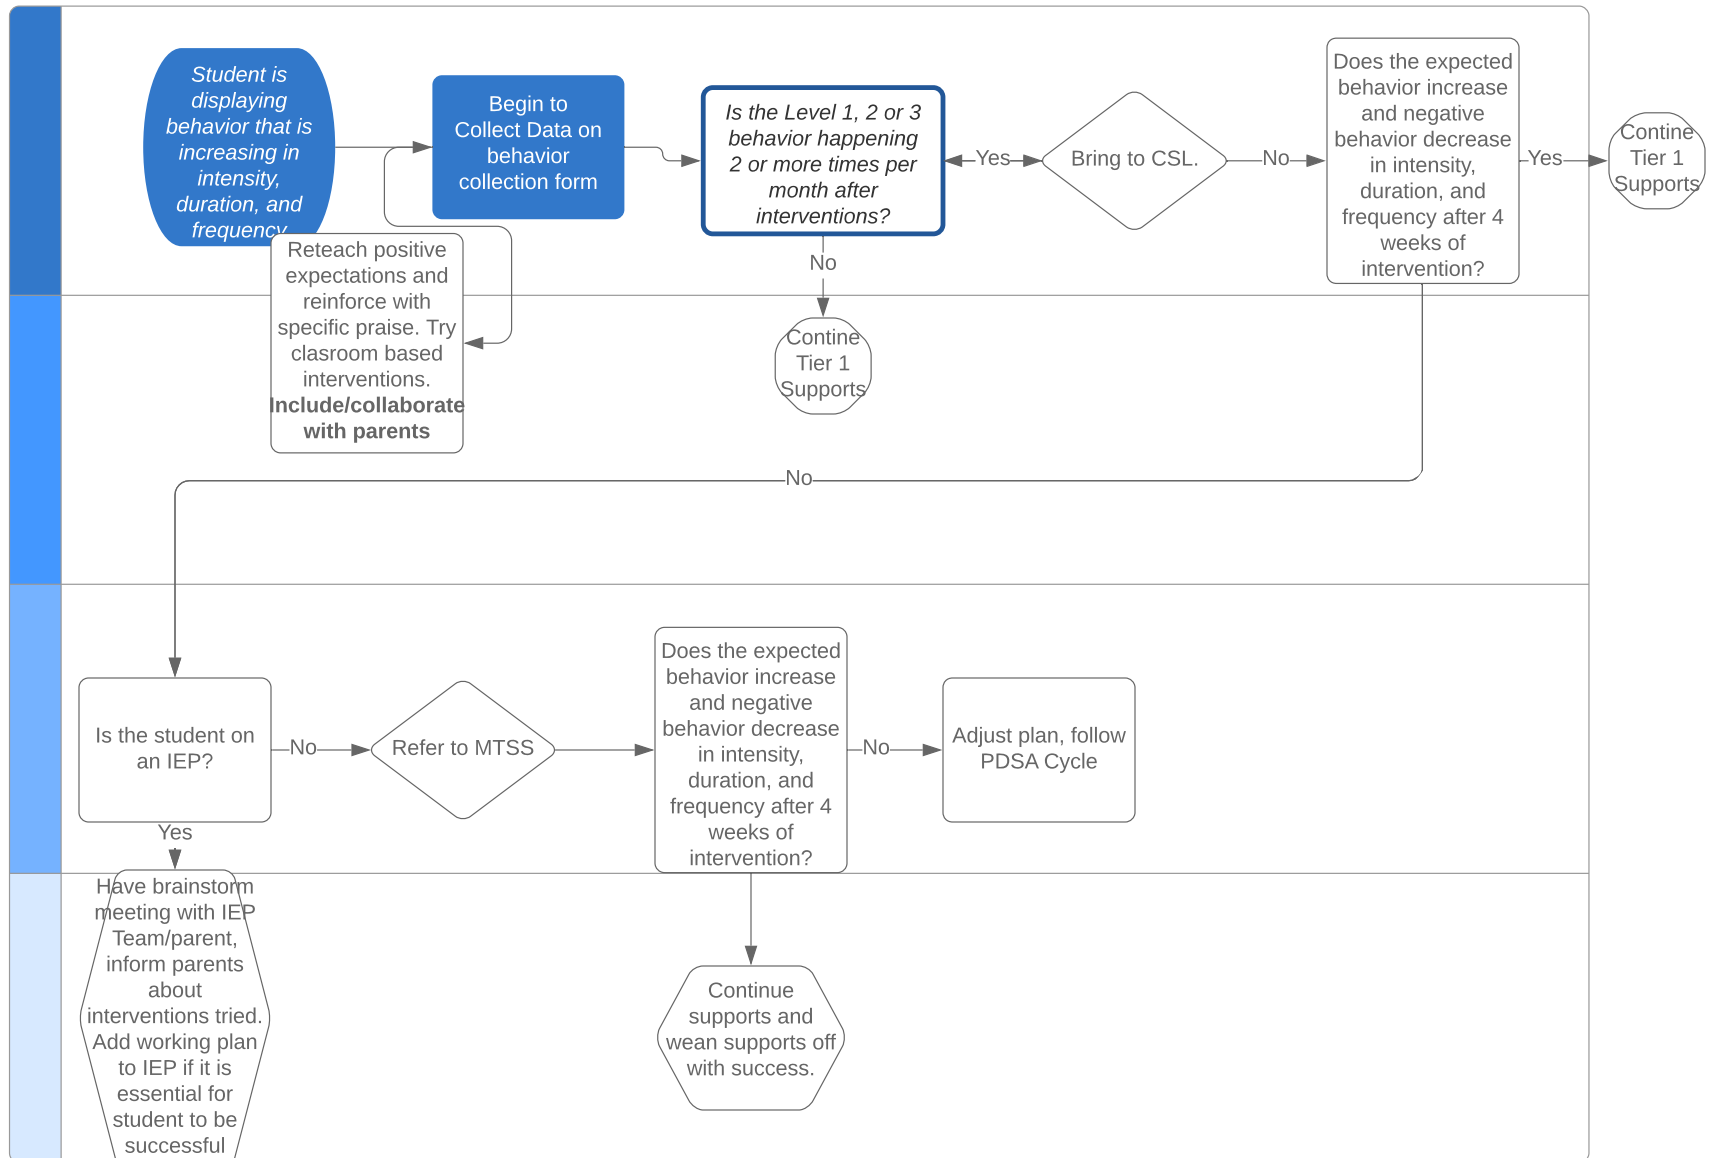 Student is
displaying
behavior that is
increasing in
intensity,
duration, and
frequency
Begin to
Collect Data on
behavior
collection form
Is the Level 1, 2 or 3
behavior happening
2 or more times per
month after
interventions?
Yes
Bring to CSL.
No
Does the expected
behavior increase
and negative
behavior decrease
in intensity,
duration, and
frequency after 4
weeks of
intervention?
Yes
Contine
Tier 1
Supports
Reteach positive
expectations and
reinforce with
specific praise. Try
clasroom based
interventions.
Include/collaborate
with parents
No
Contine
Tier 1
Supports
No
Is the student on
an IEP?
No
Refer to MTSS
Does the expected
behavior increase
and negative
behavior decrease
in intensity,
duration, and
frequency after 4
weeks of
intervention?
No
Adjust plan, follow
PDSA Cycle
Yes
Have brainstorm
meeting with IEP
Team/parent,
inform parents
about
interventions tried.
Add working plan
to IEP if it is
essential for
student to be
successful
Continue
supports and
wean supports off
with success.